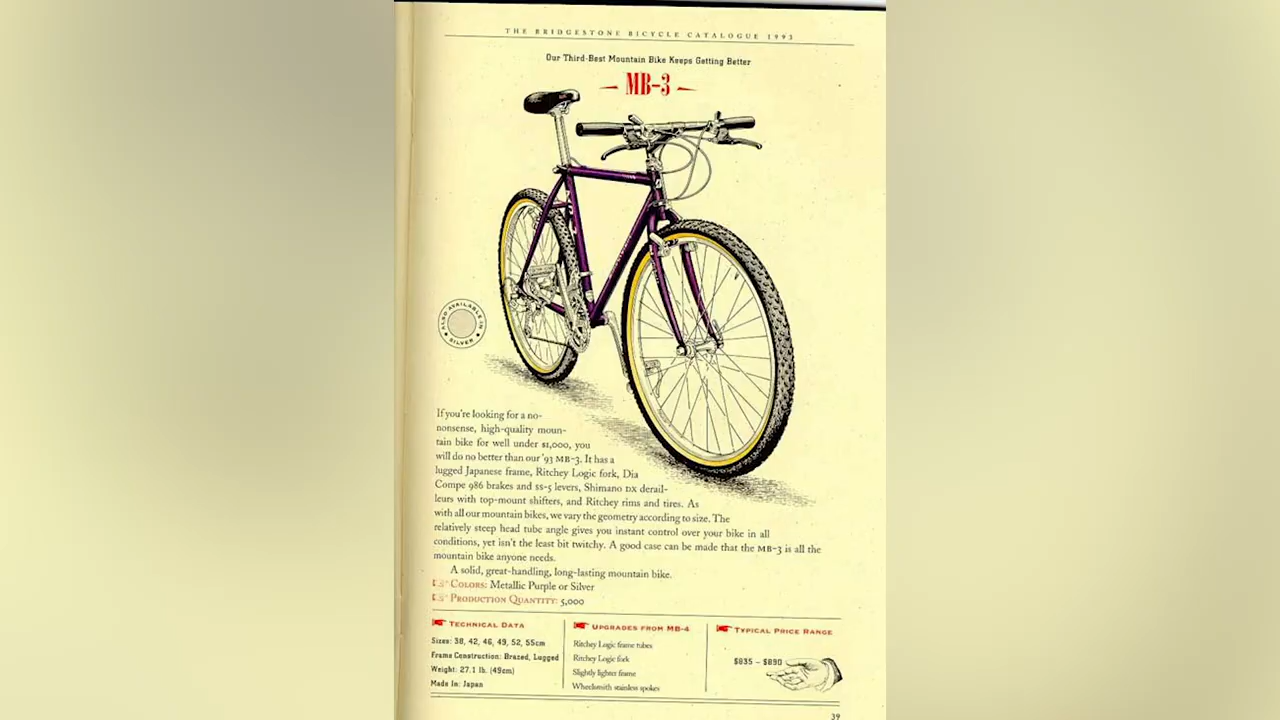 THE BRIDGESTONE BICYCLE CATALOGUE 1993
Our Third-Best Mountain Bike Keeps Getting Better
MB-3
ALSO AVAILABLE IN SILVER
If you're looking for a no-
nonsense, high-quality moun-
tain bike for well under $1,000, you
will do no better than our '93 MB-3. It has a
lugged Japanese frame, Ritchey Logic fork, Dia
Compe 986 brakes and SS-5 levers, Shimano DX derail-
leurs with top-mount shifters, and Ritchey rims and tires. As
with all our mountain bikes, we vary the geometry according to size. The
relatively steep head tube angle gives you instant control over your bike in all
conditions, yet isn't the least bit twitchy. A good case can be made that the MB-3 is all the
mountain bike anyone needs.
A solid, great-handling, long-lasting mountain bike.
COLORS: Metallic Purple or Silver
PRODUCTION QUANTITY: 5,000
TECHNICAL DATA
Sizes: 38, 42, 46, 49, 52, 55cm
Frame Construction: Brazed, Lugged
Weight: 27.1 lb. (49cm)
Made In: Japan
UPGRADES FROM MB-4
Ritchey Logic frame tubes
Ritchey Logic fork
Slightly lighter frame
Wheelsmith stainless spokes
TYPICAL PRICE RANGE
$835 – $890
39